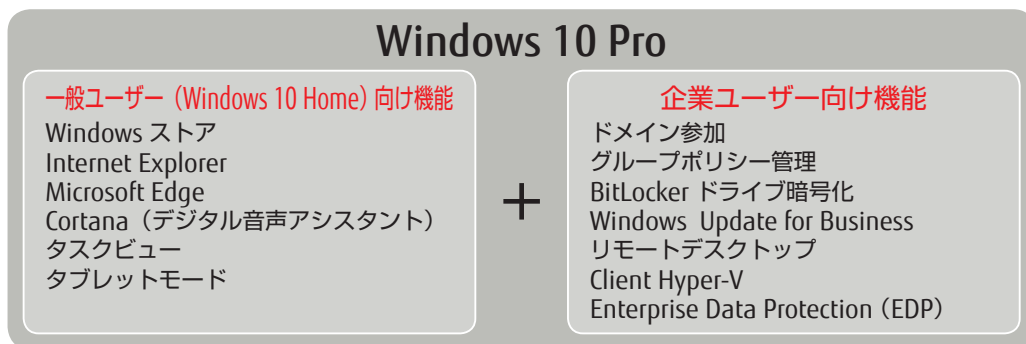 Windows 10 Pro
一般ユーザー（Windows 10 Home）向け機能
Windows ストア
Internet Explorer
Microsoft Edge
Cortana（デジタル音声アシスタント）
タスクビュー
タブレットモード
+
企業ユーザー向け機能
ドメイン参加
グループポリシー管理
BitLocker ドライブ暗号化
Windows Update for Business
リモートデスクトップ
Client Hyper-V
Enterprise Data Protection（EDP）